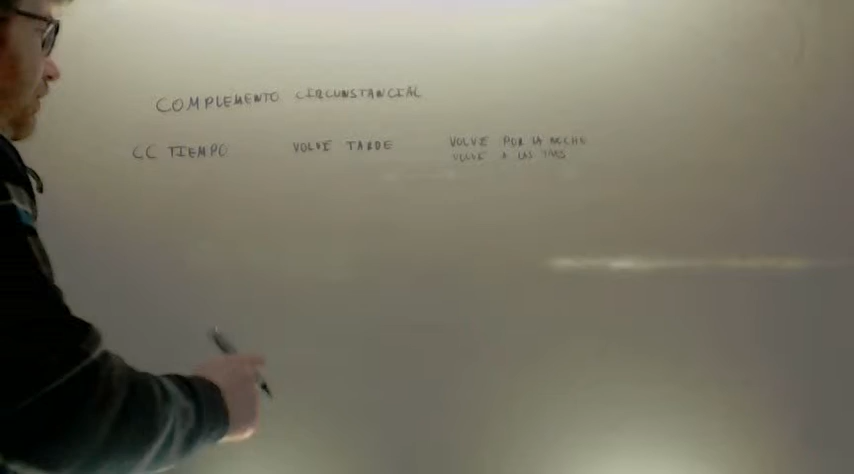 COMPLEMENTO CIRCUNSTANCIAL
CC TIEMPO VOLVÍ TARDE VOLVÍ POR LA NOCHE
VOLVÍ A LAS TRES